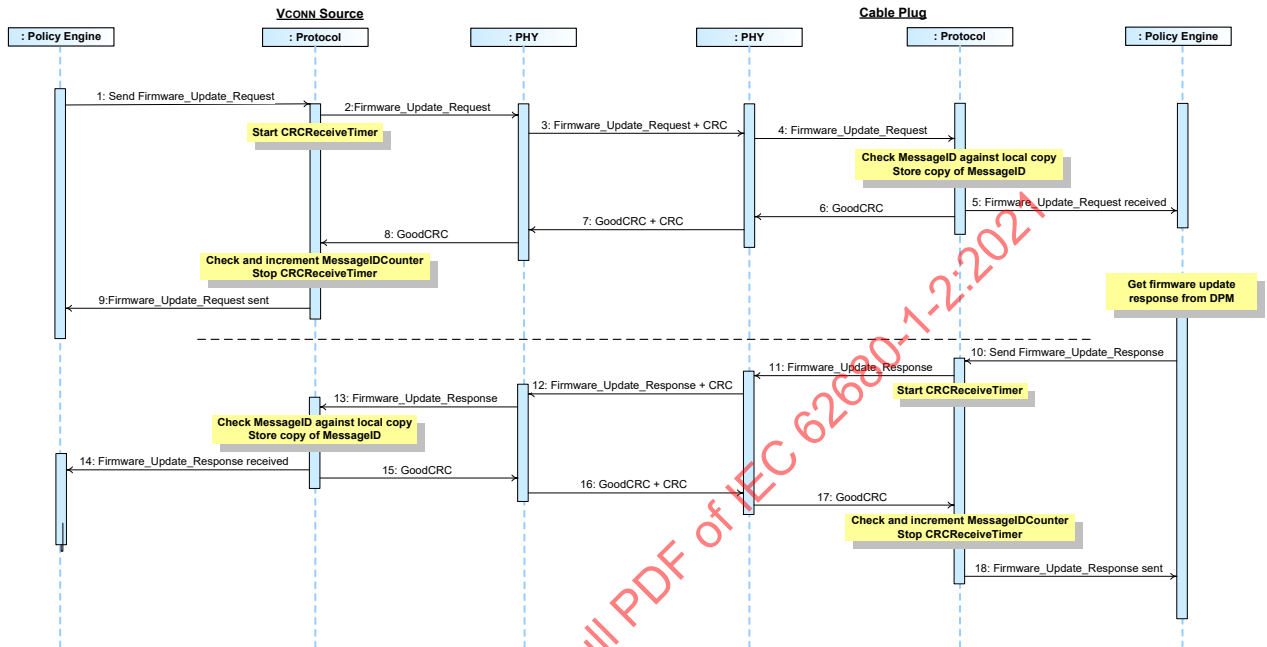 VCONN Source
Cable Plug
: Policy Engine
: Protocol
: PHY
: PHY
: Protocol
: Policy Engine
1: Send Firmware_Update_Request
2:Firmware_Update_Request
Start CRCReceiveTimer
3: Firmware_Update_Request + CRC
4: Firmware_Update_Request
Check MessageID against local copy
Store copy of MessageID
5: Firmware_Update_Request received
6: GoodCRC
7: GoodCRC + CRC
8: GoodCRC
Check and increment MessageIDCounter
Stop CRCReceiveTimer
9:Firmware_Update_Request sent
Get firmware update
response from DPM
10: Send Firmware_Update_Response
11: Firmware_Update_Response
Start CRCReceiveTimer
12: Firmware_Update_Response + CRC
13: Firmware_Update_Response
Check MessageID against local copy
Store copy of MessageID
14: Firmware_Update_Response received
15: GoodCRC
16: GoodCRC + CRC
17: GoodCRC
Check and increment MessageIDCounter
Stop CRCReceiveTimer
18: Firmware_Update_Response sent
PDF of IEC 62680-1-2:2021